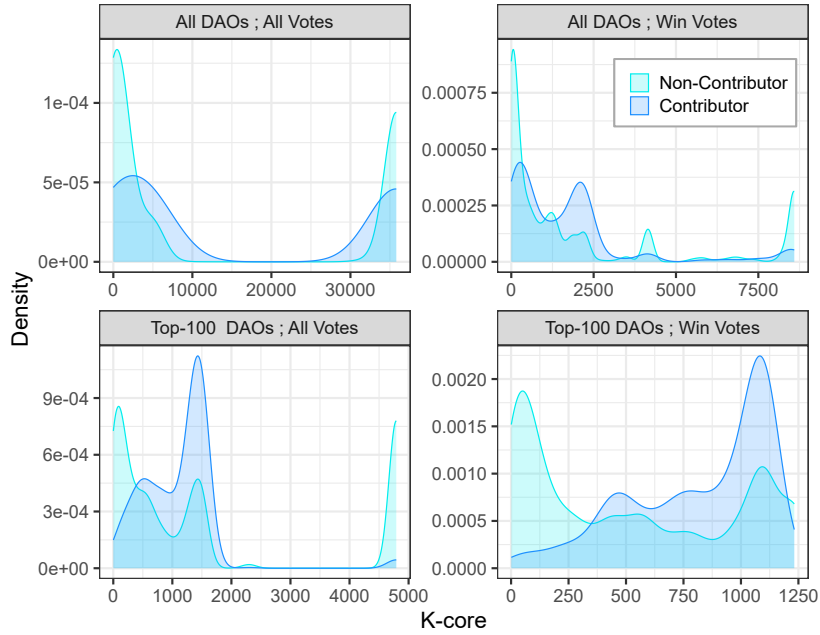 All DAOs ; All Votes
All DAOs ; Win Votes
1e-04
5e-05
0e+00
0 10000 20000 30000
0.00075
0.00050
0.00025
0.00000
0 2500 5000 7500
Non-Contributor
Contributor
Density
Top-100 DAOs ; All Votes
Top-100 DAOs ; Win Votes
9e-04
6e-04
3e-04
0e+00
0 1000 2000 3000 4000 5000
0.0020
0.0015
0.0010
0.0005
0.0000
0 250 500 750 1000 1250
K-core